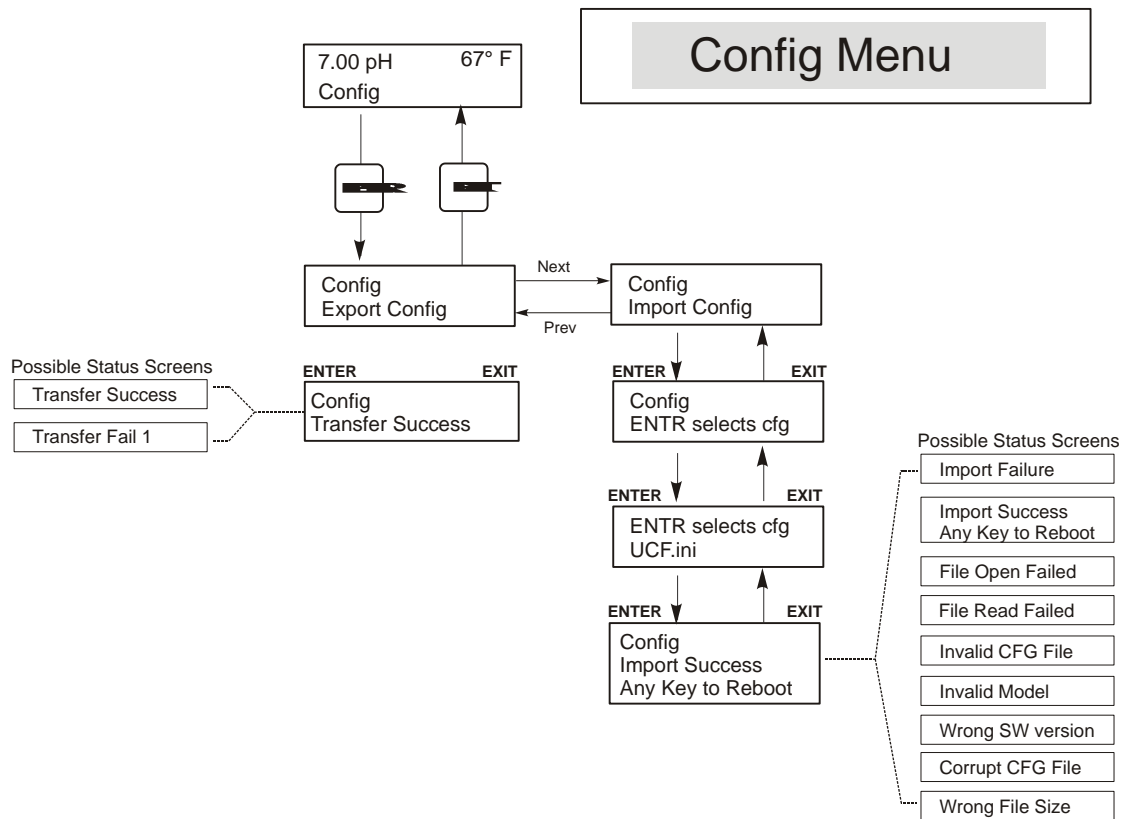 Config Menu
7.00 pH 67° F
Config
Config
Export Config
Next
Prev
Config
Import Config
Possible Status Screens
Transfer Success
Transfer Fail 1
ENTER EXIT
Config
Transfer Success
ENTER EXIT
Config
ENTR selects cfg
ENTER EXIT
ENTR selects cfg
UCF.ini
ENTER EXIT
Config
Import Success
Any Key to Reboot
Possible Status Screens
Import Failure
Import Success
Any Key to Reboot
File Open Failed
File Read Failed
Invalid CFG File
Invalid Model
Wrong SW version
Corrupt CFG File
Wrong File Size